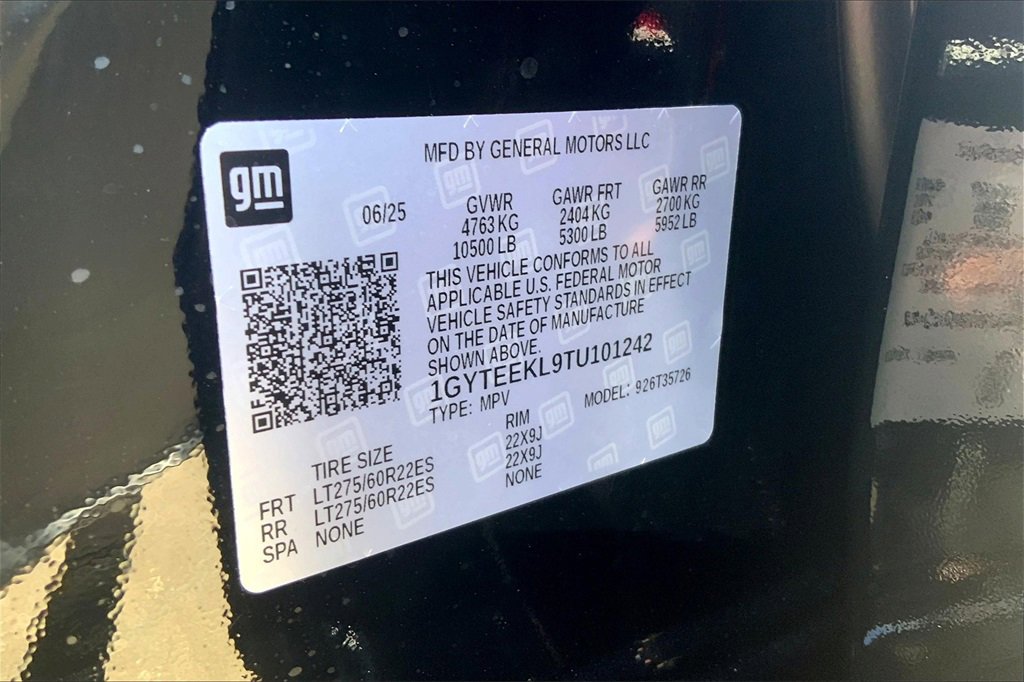 gm
MFD BY GENERAL MOTORS LLC
06/25
GVWR GAWR FRT GAWR RR
4763 KG 2404 KG 2700 KG
10500 LB 5300 LB 5952 LB
THIS VEHICLE CONFORMS TO ALL
APPLICABLE U.S. FEDERAL MOTOR
VEHICLE SAFETY STANDARDS IN EFFECT
ON THE DATE OF MANUFACTURE
SHOWN ABOVE.
1GYTEEKL9TU101242
TYPE: MPV MODEL: 926T35726
TIRE SIZE RIM
FRT LT275/60R22ES 22X9J
RR LT275/60R22ES 22X9J
SPA NONE NONE